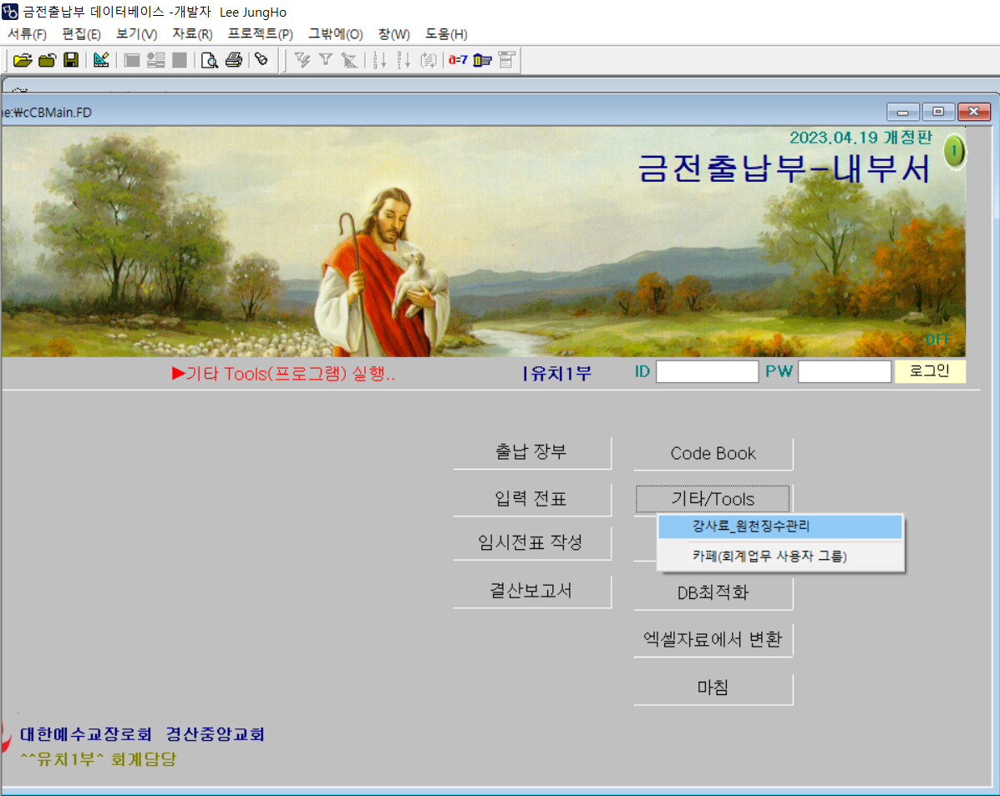 금전출납부 데이터베이스 -개발자 Lee JungHo
서류(F) 편집(E) 보기(V) 자료(R) 프로젝트(P) 그밖에(O) 창(W) 도움(H)
a=7
e:₩cCBMain.FD
2023.04.19 개정판
1
금전출납부-내부서
OFF
▶기타 Tools(프로그램) 실행..
|유치1부
ID
PW
로그인
출납 장부
Code Book
입력 전표
기타/Tools
강사료_원천징수관리
임시전표 작성
카페(회계업무 사용자 그룹)
결산보고서
DB최적화
엑셀자료에서 변환
마침
대한예수교장로회 경산중앙교회
^^유치1부^ 회계담당